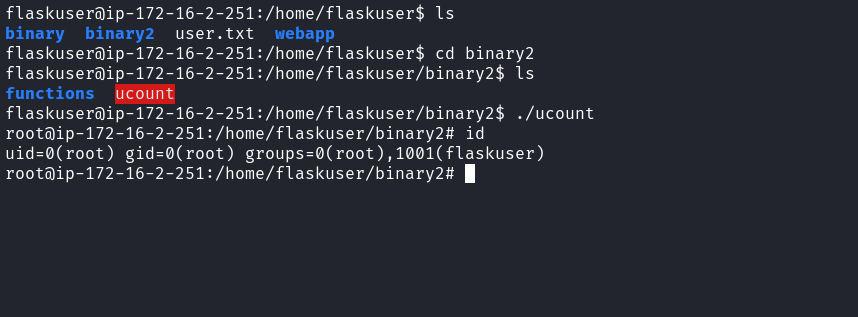 flaskuser@ip-172-16-2-251:/home/flaskuser$ ls
binary  binary2  user.txt  webapp
flaskuser@ip-172-16-2-251:/home/flaskuser$ cd binary2
flaskuser@ip-172-16-2-251:/home/flaskuser/binary2$ ls
functions  ucount
flaskuser@ip-172-16-2-251:/home/flaskuser/binary2$ ./ucount
root@ip-172-16-2-251:/home/flaskuser/binary2# id
uid=0(root) gid=0(root) groups=0(root),1001(flaskuser)
root@ip-172-16-2-251:/home/flaskuser/binary2#